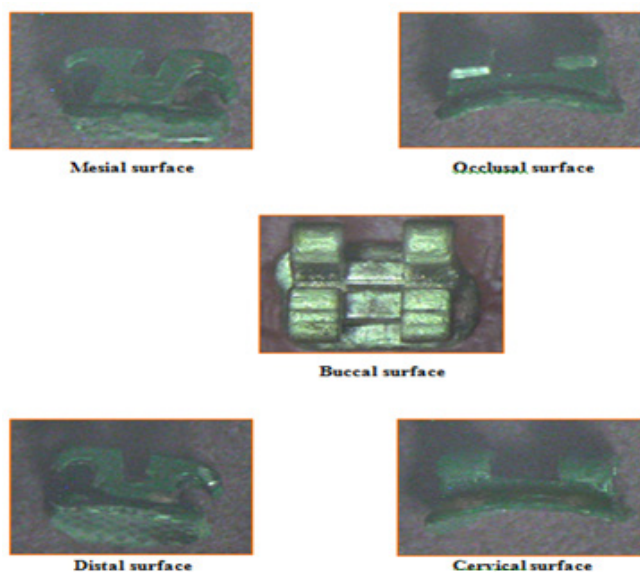 Mesial surface
Occlusal surface
Buccal surface
Distal surface
Cervical surface